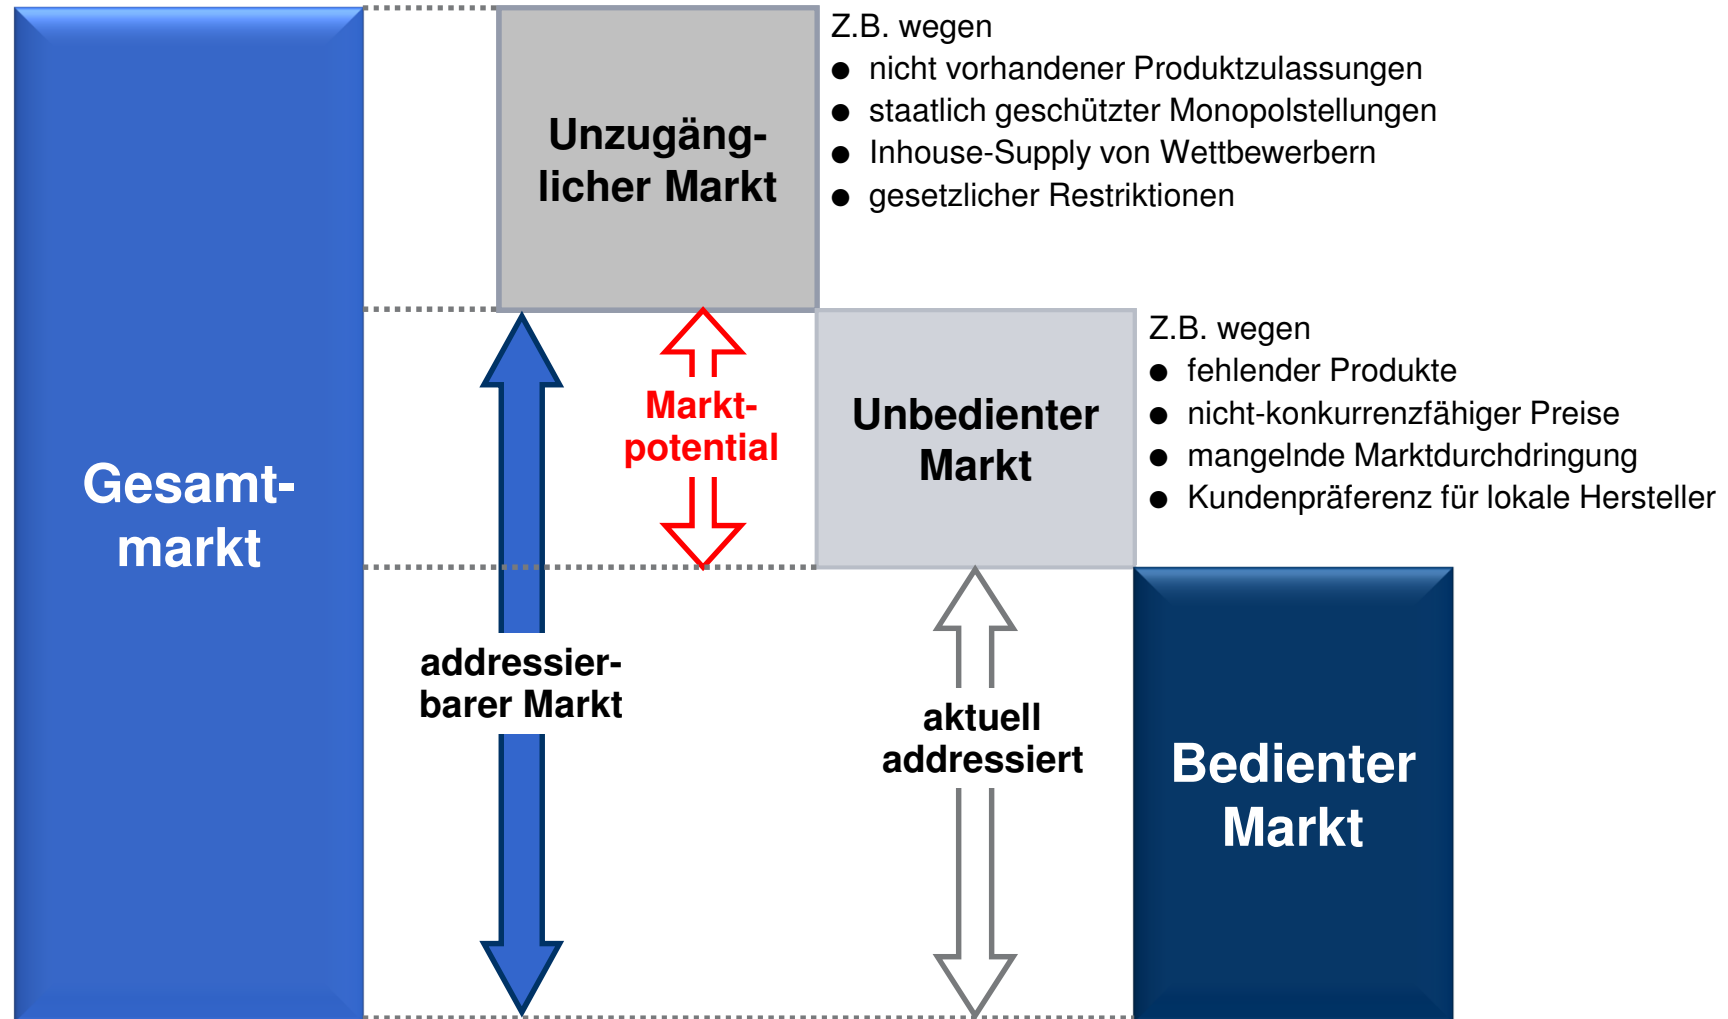 Gesamt-
markt
Unzugäng-
licher Markt
Z.B. wegen
● nicht vorhandener Produktzulassungen
● staatlich geschützter Monopolstellungen
● Inhouse-Supply von Wettbewerbern
● gesetzlicher Restriktionen
Markt-
potential
Unbedienter
Markt
Z.B. wegen
● fehlender Produkte
● nicht-konkurrenzfähiger Preise
● mangelnde Marktdurchdringung
● Kundenpräferenz für lokale Hersteller
addressier-
barer Markt
aktuell
addressiert
Bedienter
Markt